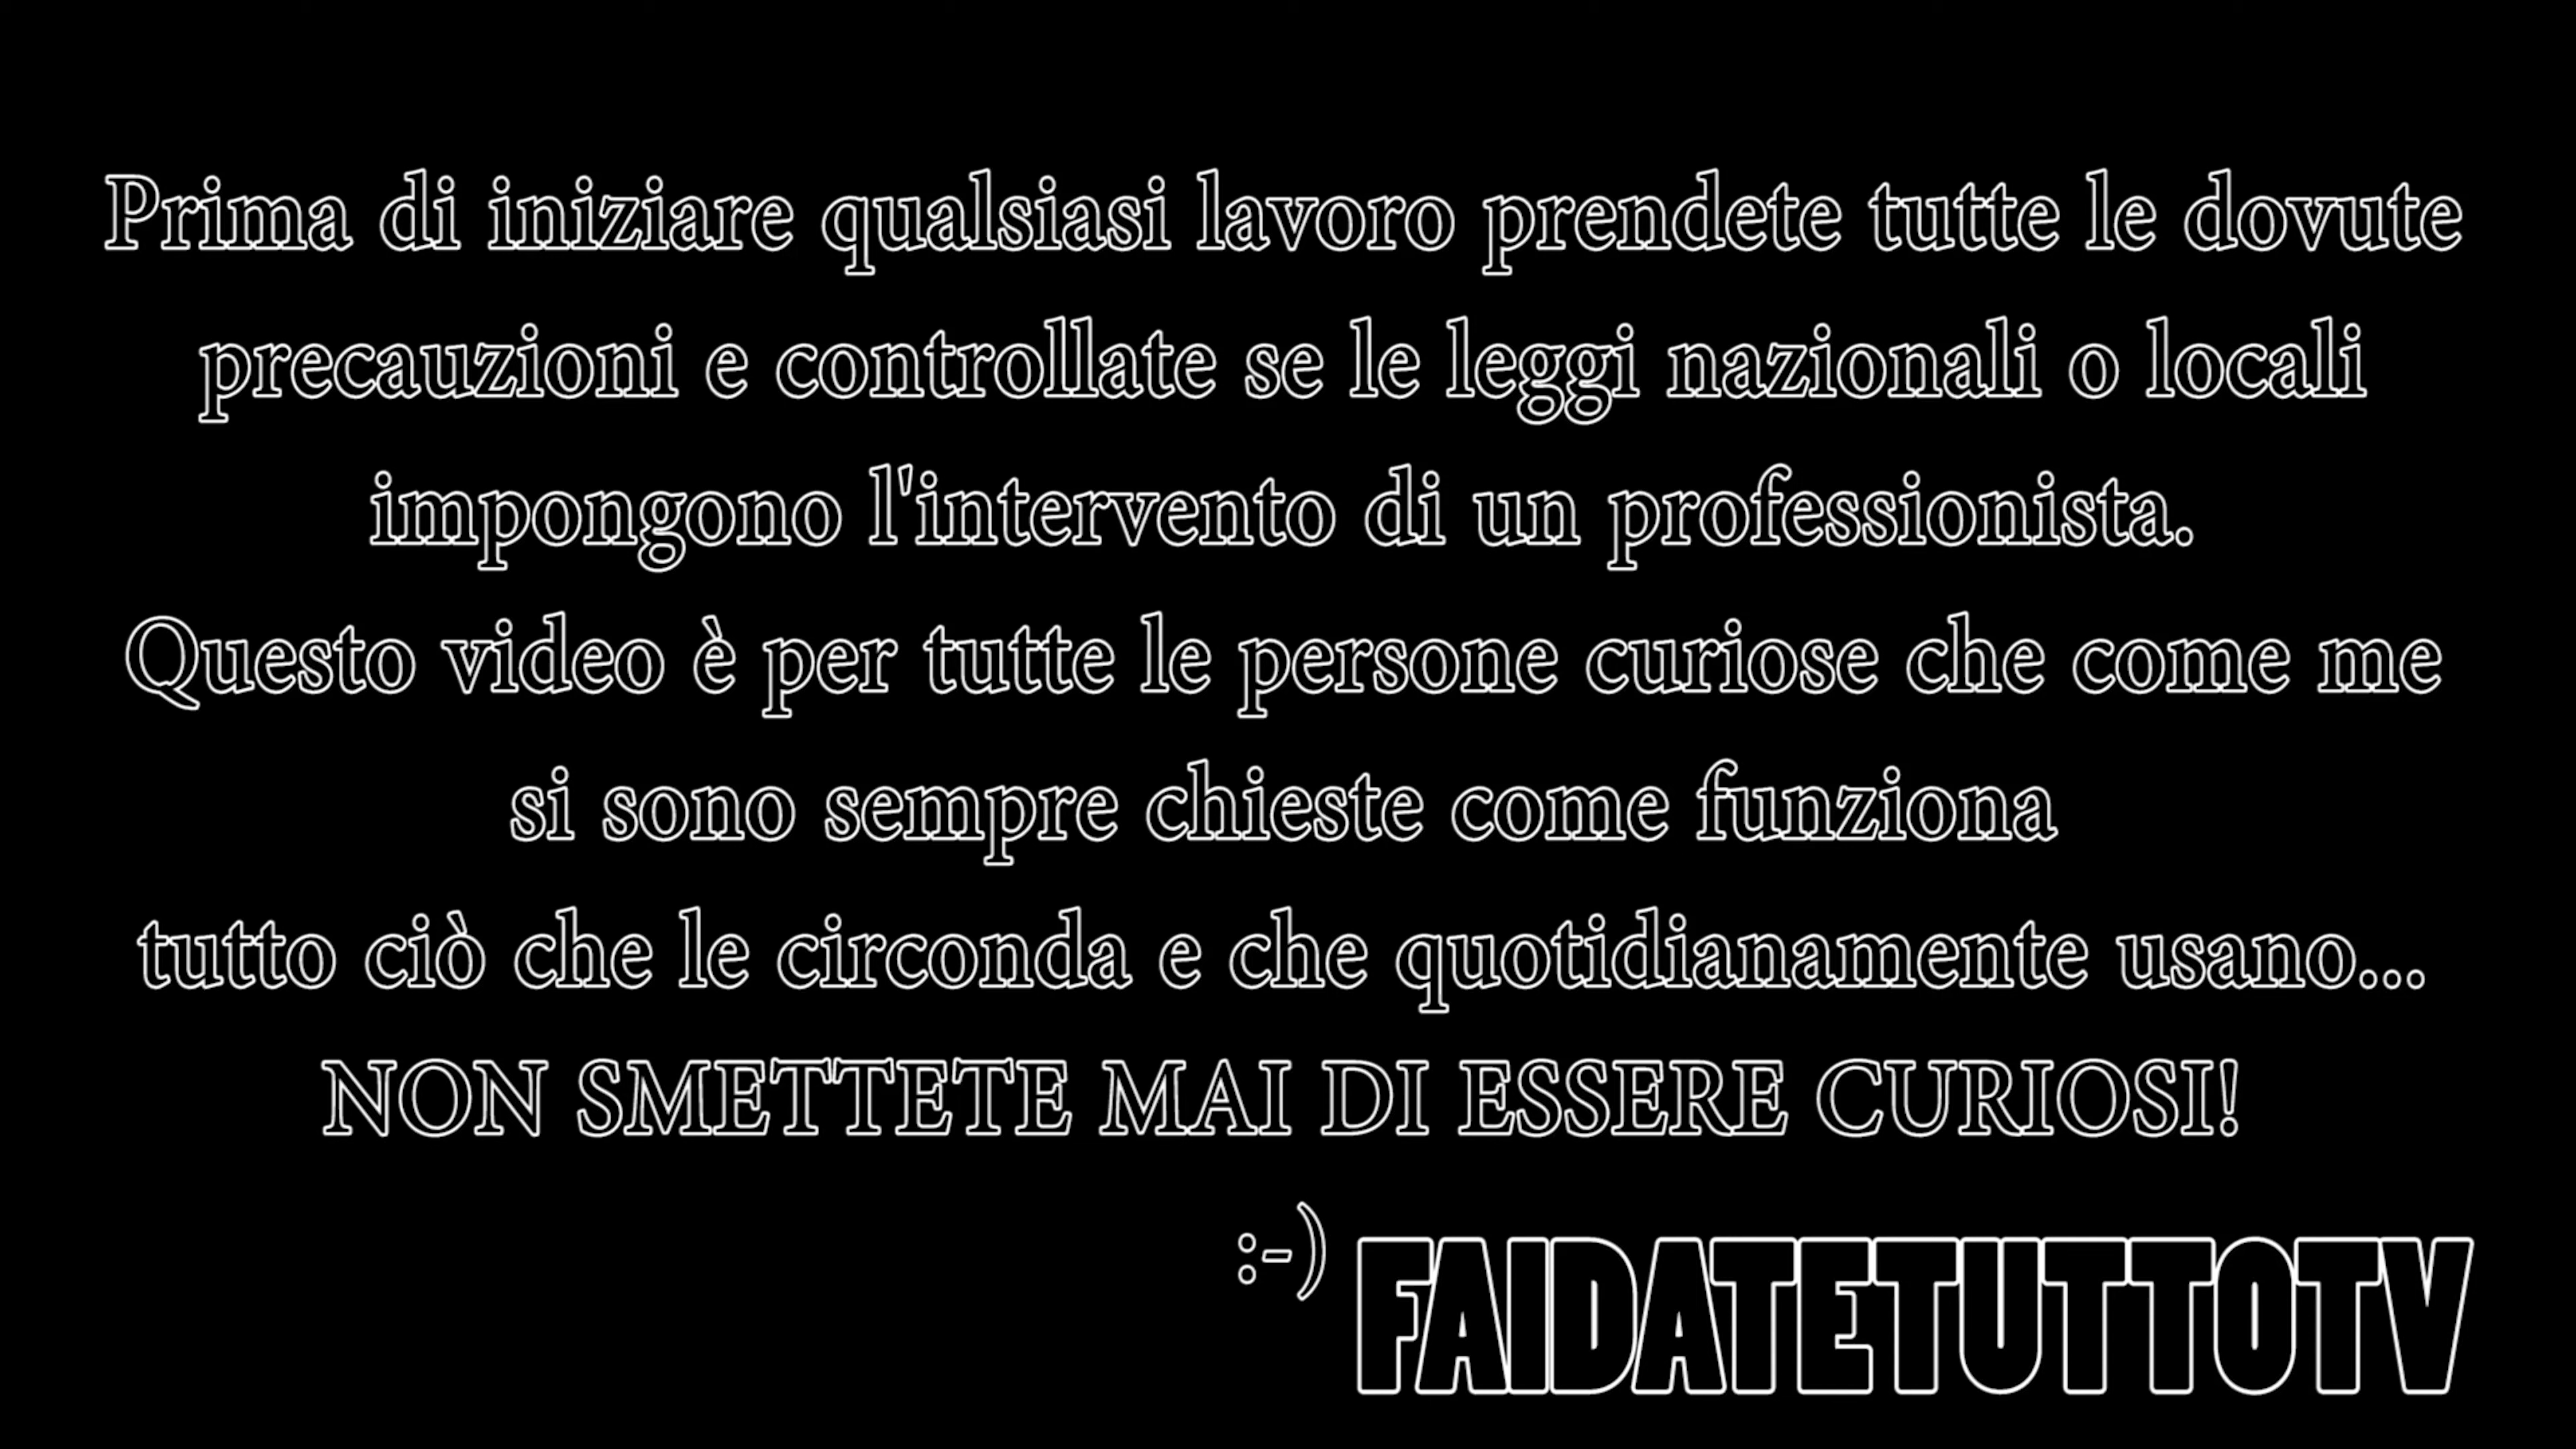 Prima di iniziare qualsiasi lavoro prendete tutte le dovute
precauzioni e controllate se le leggi nazionali o locali
impongono l'intervento di un professionista.
Questo video è per tutte le persone curiose che come me
si sono sempre chieste come funziona
tutto ciò che le circonda e che quotidianamente usano...
NON SMETTETE MAI DI ESSERE CURIOSI!
:-) FAIDATETUTTOTV